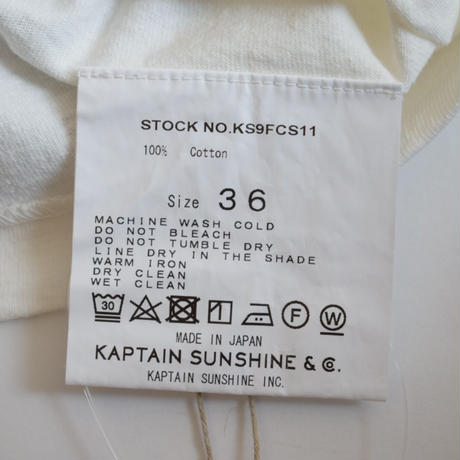 STOCK NO.KS9FCS11
100% Cotton
Size 36
MACHINE WASH COLD
DO NOT BLEACH
DO NOT TUMBLE DRY
LINE DRY IN THE SHADE
WARM IRON
DRY CLEAN
WET CLEAN
30 F W
MADE IN JAPAN
KAPTAIN SUNSHINE & Co.
KAPTAIN SUNSHINE INC.